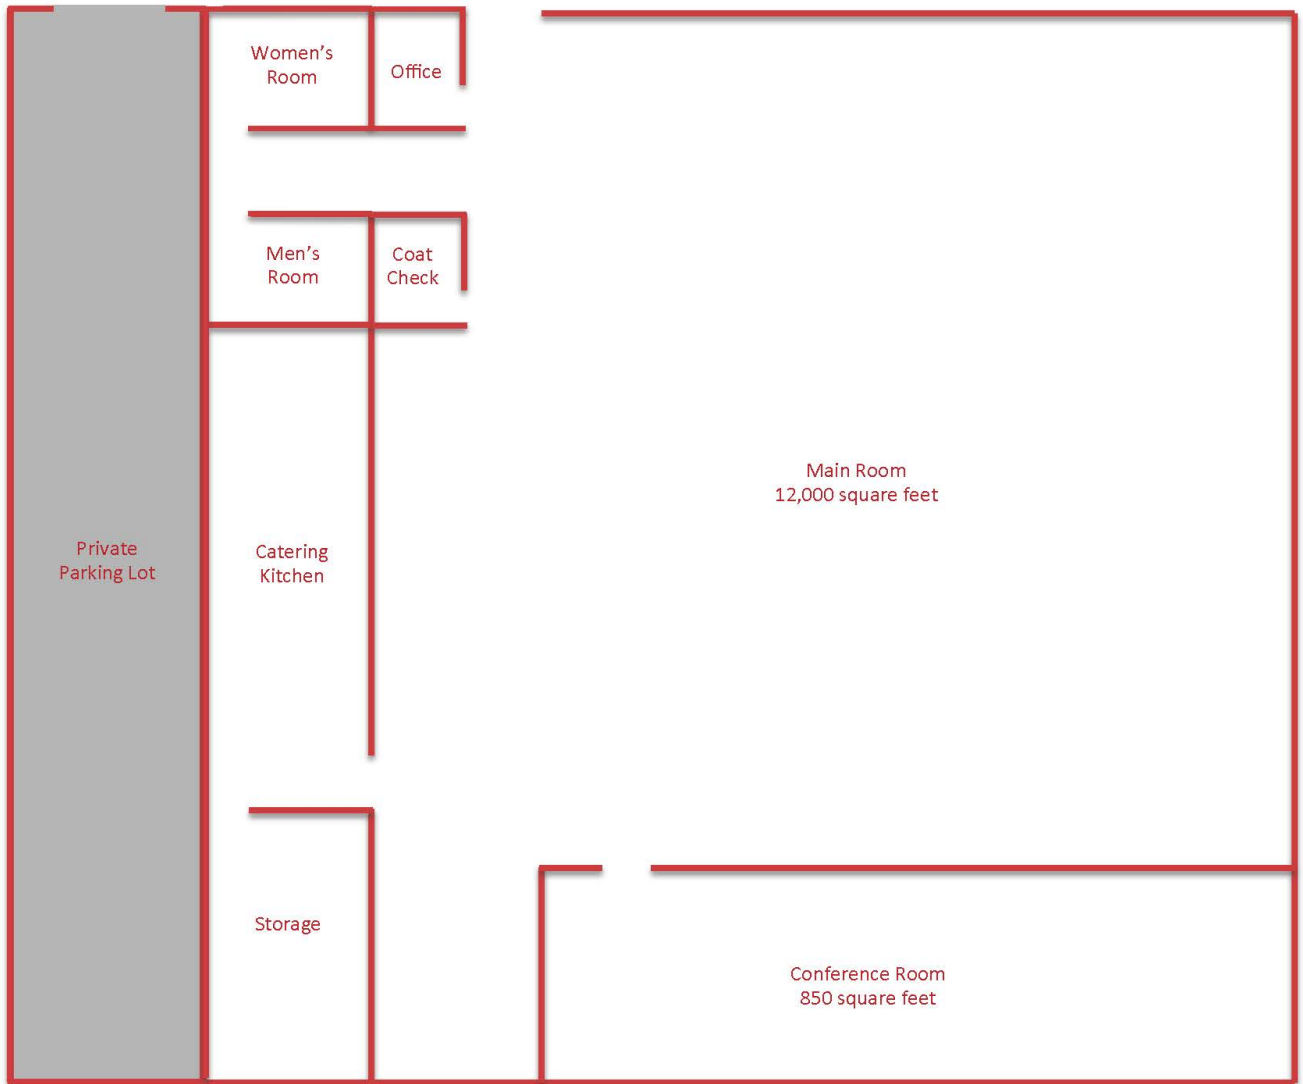 Women’s
Room
Office
Men’s
Room
Coat
Check
Main Room
12,000 square feet
Private
Parking Lot
Catering
Kitchen
Storage
Conference Room
850 square feet